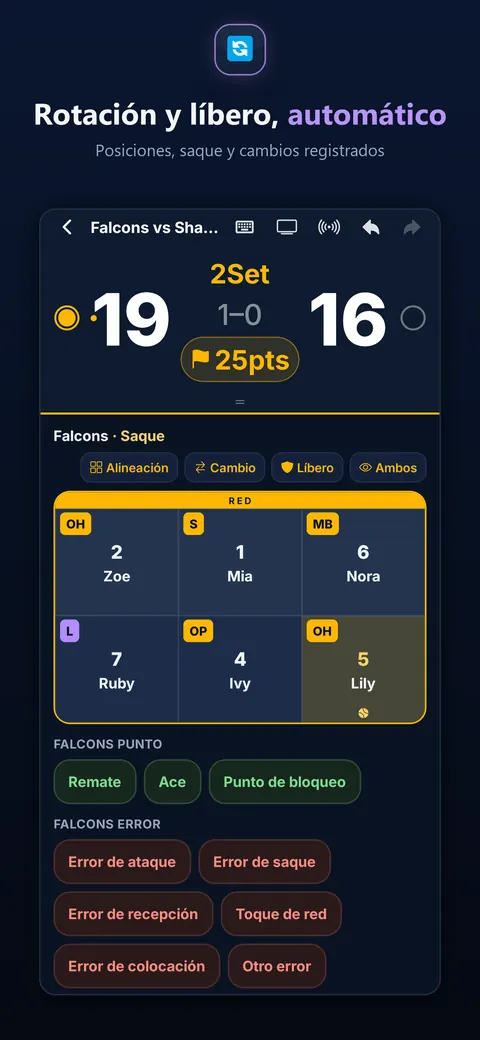 Rotación y líbero, automático
Posiciones, saque y cambios registrados
Falcons vs Sha...
2Set
19 1–0 16
25pts
Falcons · Saque
Alineación Cambio Líbero Ambos
RED
OH S MB
2 1 6
Zoe Mia Nora
L OP OH
7 4 5
Ruby Ivy Lily
FALCONS PUNTO
Remate Ace Punto de bloqueo
FALCONS ERROR
Error de ataque Error de saque
Error de recepción Toque de red
Error de colocación Otro error